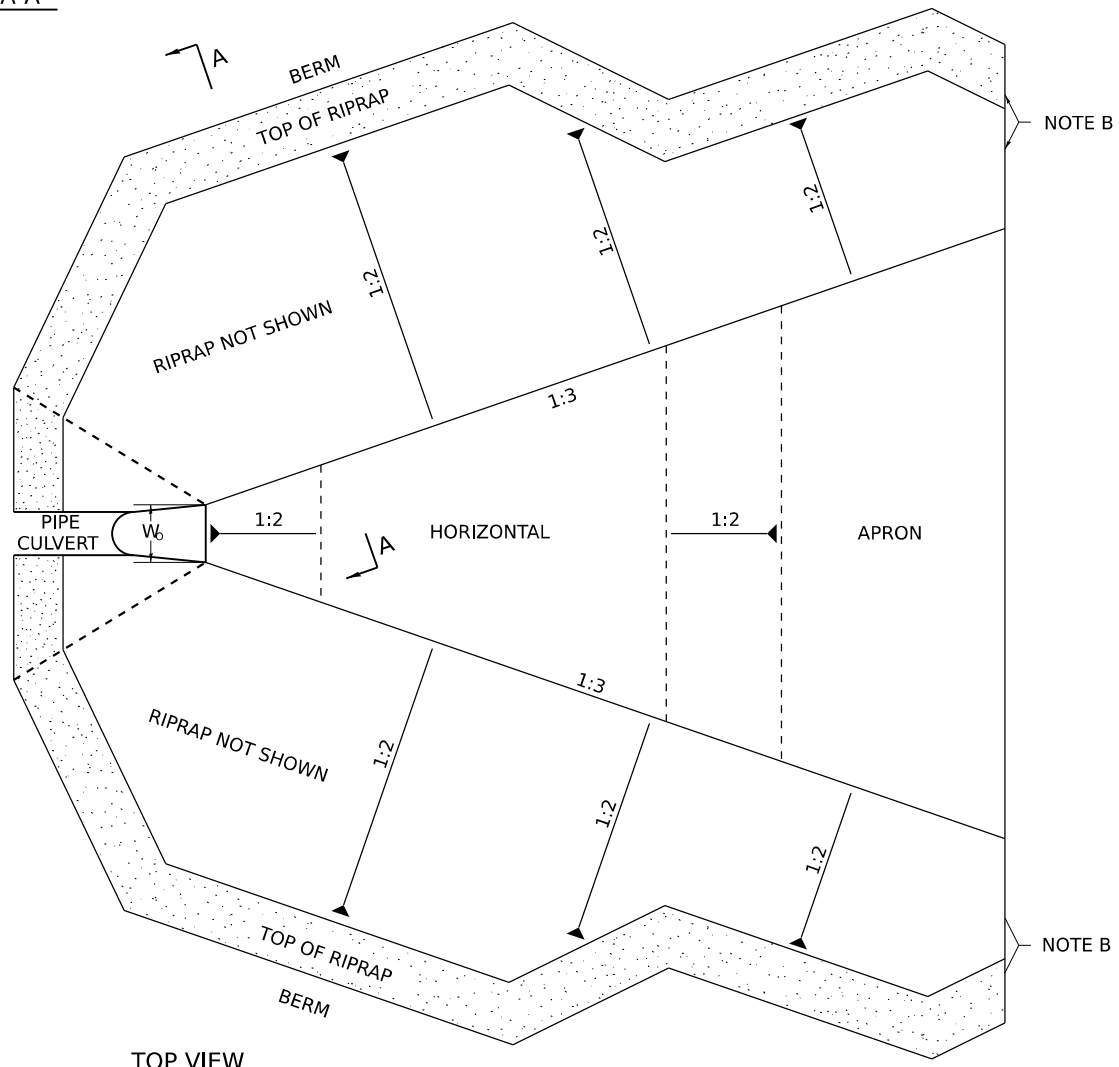 A
BERM
TOP OF RIPRAP
NOTE B
1:2
1:2
1:2
RIPRAP NOT SHOWN
1:3
PIPE
CULVERT
Wo
1:2
HORIZONTAL
1:2
APRON
A
1:3
RIPRAP NOT SHOWN
1:2
1:2
1:2
TOP OF RIPRAP
NOTE B
BERM
TOP VIEW